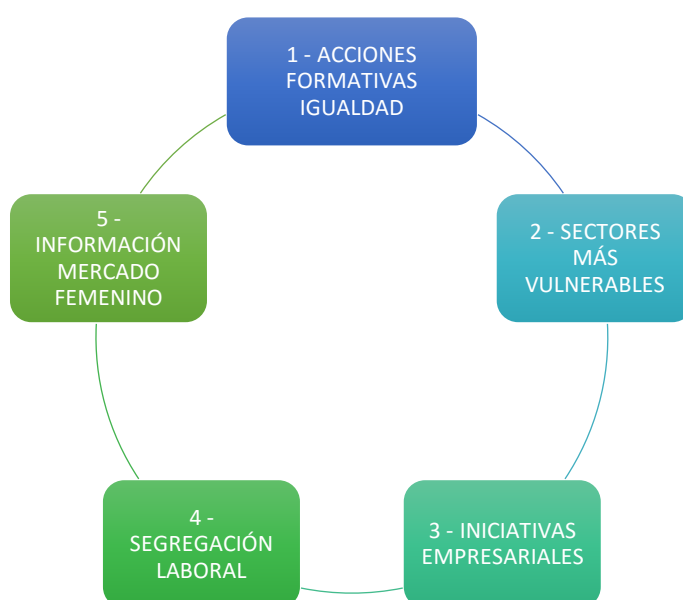 1 - ACCIONES
FORMATIVAS
IGUALDAD
2 - SECTORES
MÁS
VULNERABLES
3 - INICIATIVAS
EMPRESARIALES
4 -
SEGREGACIÓN
LABORAL
5 -
INFORMACIÓN
MERCADO
FEMENINO